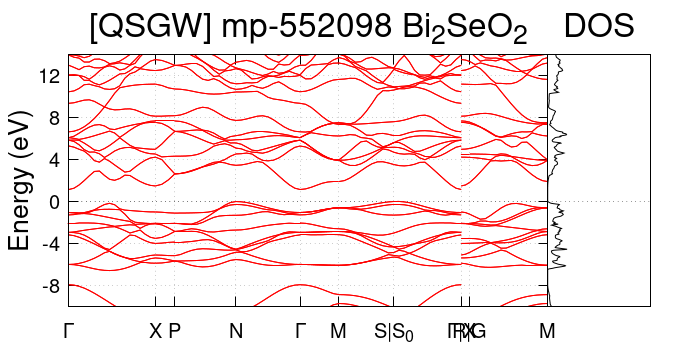 [QSGW] mp-552098 Bi₂SeO₂ DOS
Energy (eV)
12
8
4
0
-4
-8
Γ X P N Γ M S|S₀ Γ|R X|G M